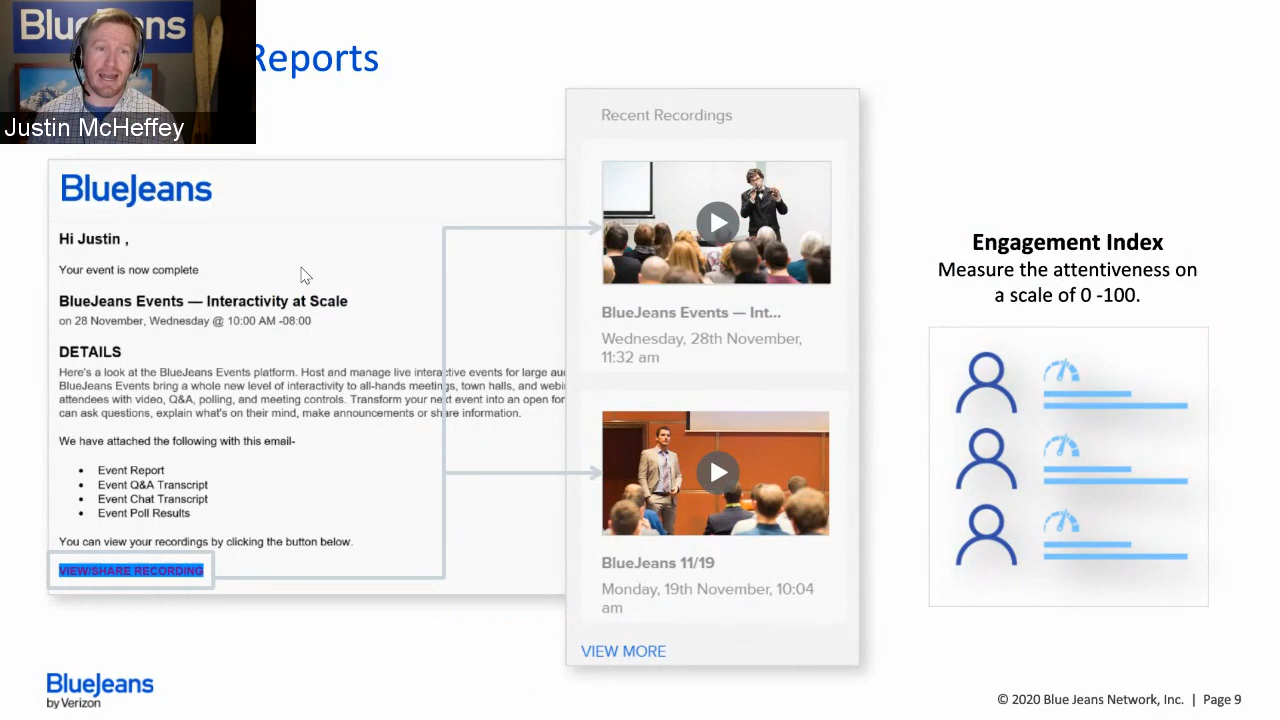 BlueJeans
Justin McHeffey
Reports
BlueJeans
Hi Justin ,
Your event is now complete
BlueJeans Events — Interactivity at Scale
on 28 November, Wednesday @ 10:00 AM -08:00
DETAILS
Here's a look at the BlueJeans Events platform. Host and manage live interactive events for large
BlueJeans Events bring a whole new level of interactivity to all-hands meetings, town halls, and
attendees with video, Q&A, polling, and meeting controls. Transform your next event into an open for
can ask questions, explain what's on their mind, make announcements or share information.
We have attached the following with this email-
• Event Report
• Event Q&A Transcript
• Event Chat Transcript
• Event Poll Results
You can view your recordings by clicking the button below.
VIEW/SHARE RECORDING
Recent Recordings
BlueJeans Events — Int...
Wednesday, 28th November,
11:32 am
BlueJeans 11/19
Monday, 19th November, 10:04
am
VIEW MORE
Engagement Index
Measure the attentiveness on
a scale of 0 -100.
BlueJeans
by Verizon
© 2020 Blue Jeans Network, Inc. | Page 9